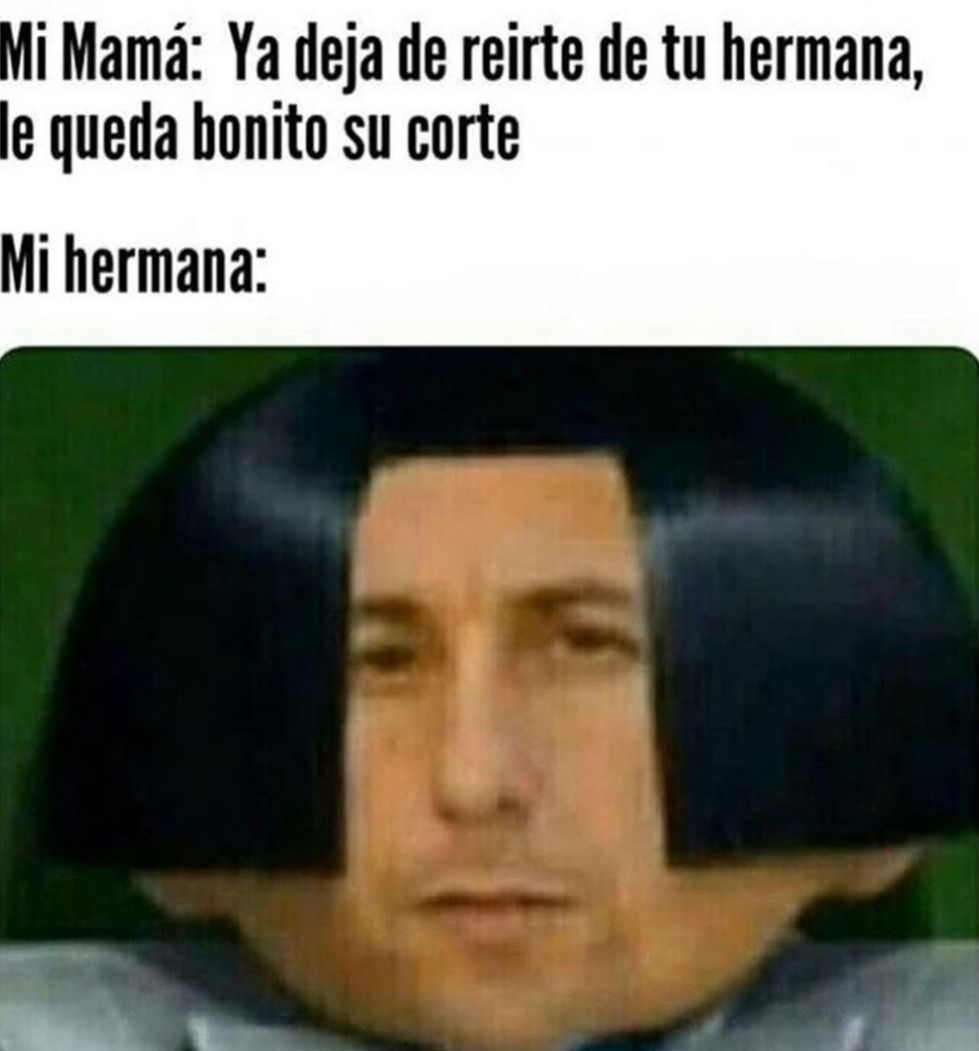 Mi Mamá: Ya deja de reirte de tu hermana,
le queda bonito su corte
Mi hermana: